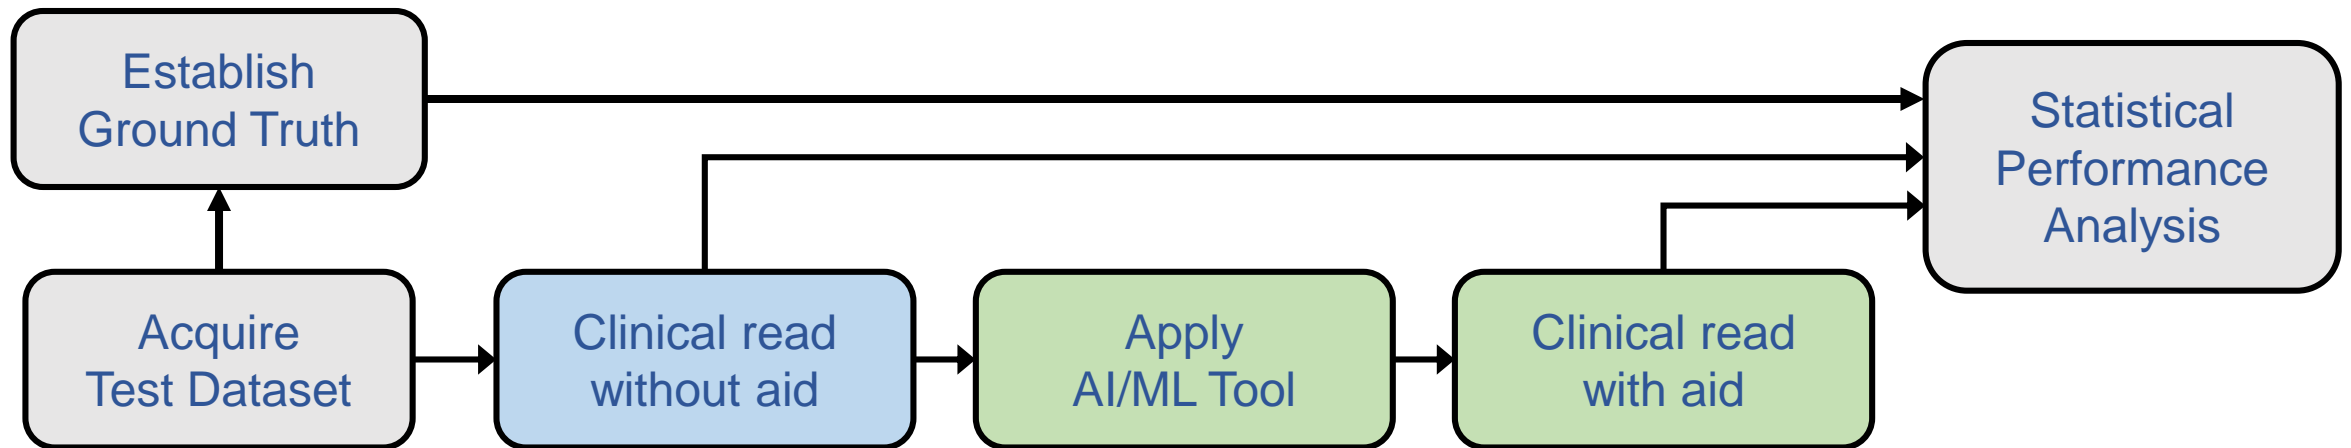 Establish
Ground Truth
Statistical
Performance
Analysis
Acquire
Test Dataset
Clinical read
without aid
Apply
AI/ML Tool
Clinical read
with aid